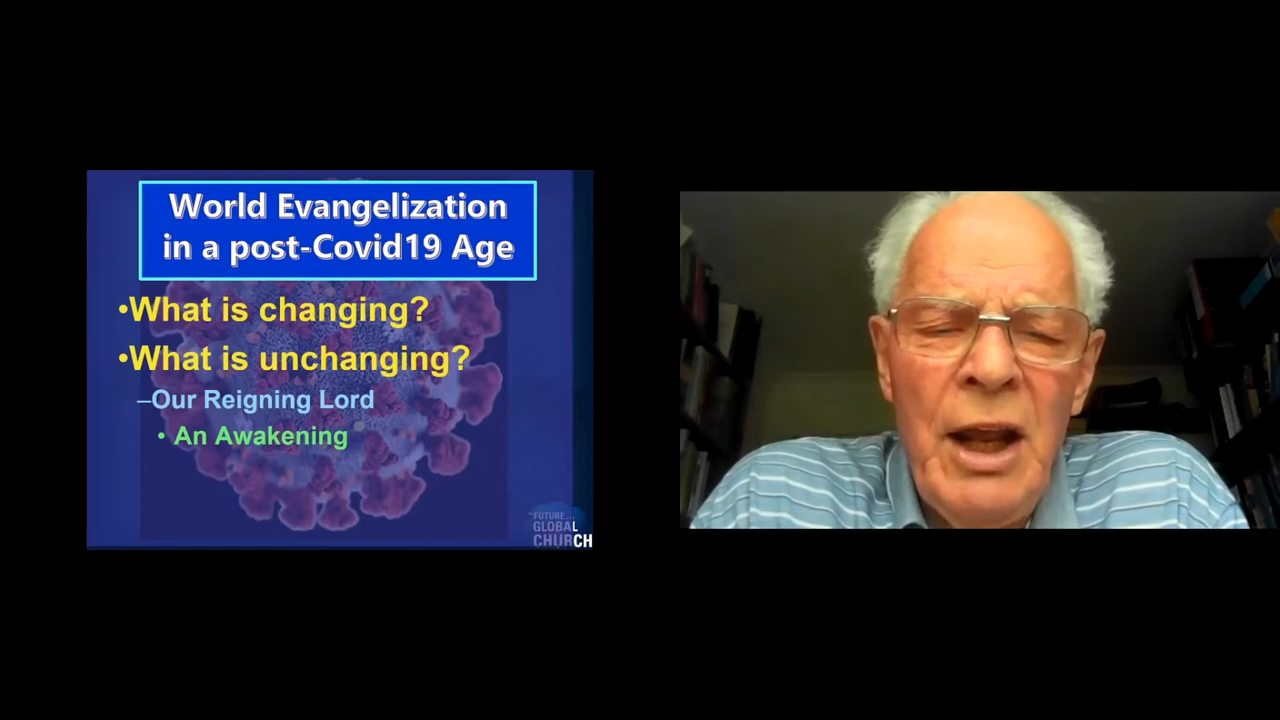 World Evangelization
in a post-Covid19 Age
•What is changing?
•What is unchanging?
–Our Reigning Lord
• An Awakening
"FUTURE...
GLOBAL
CHURCH